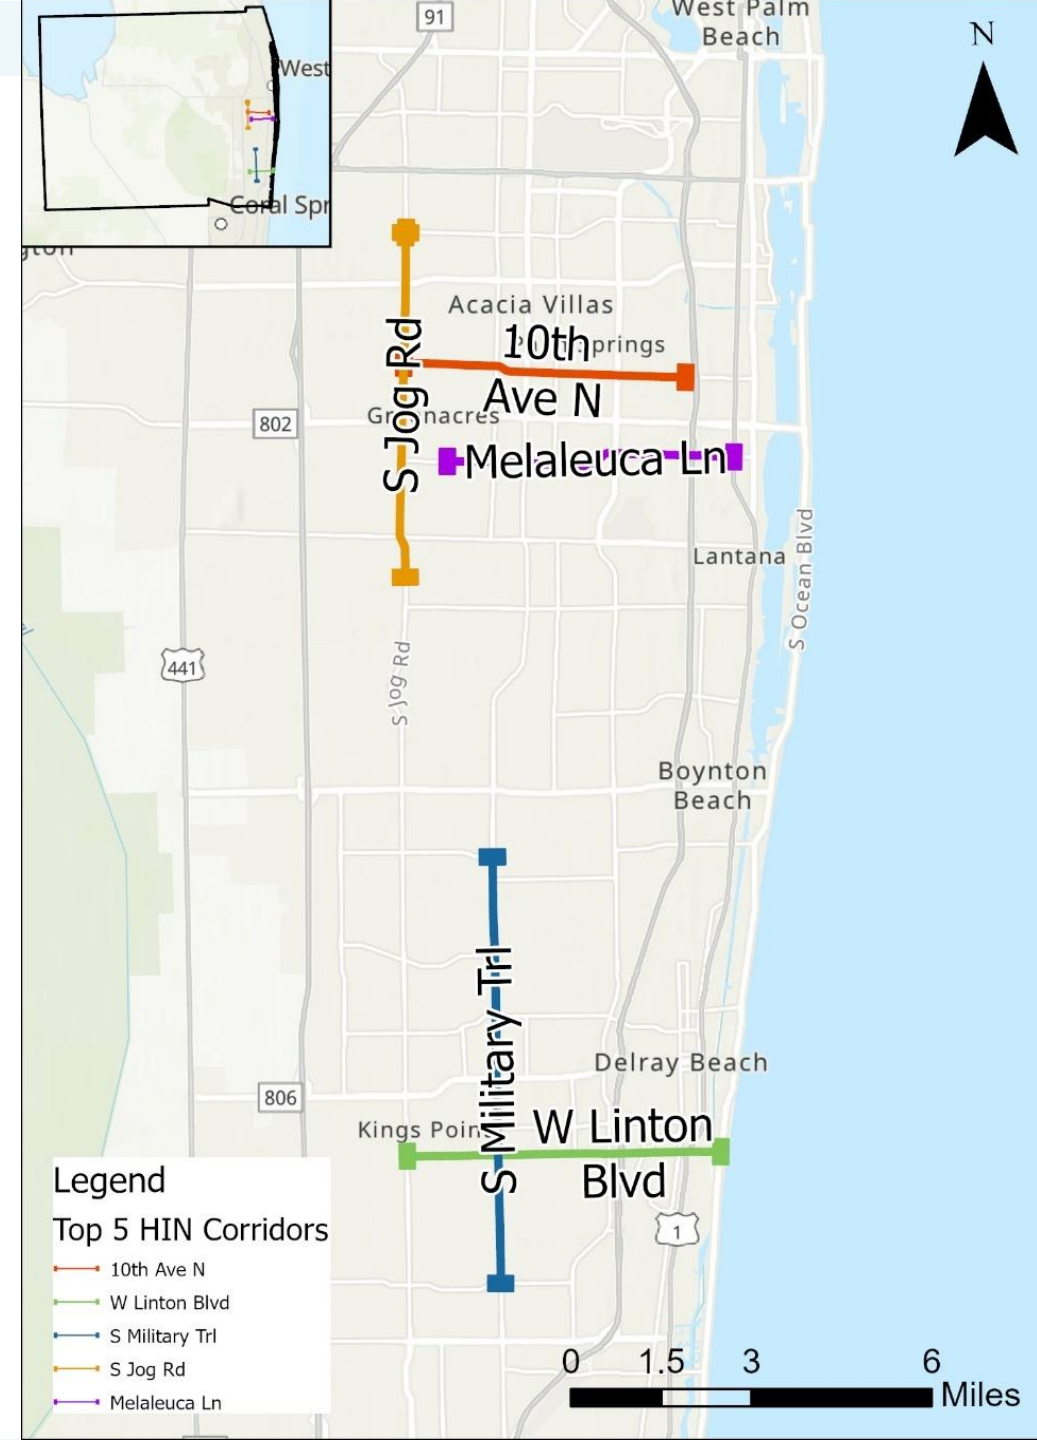 91
West Palm
Beach
N
West
Coral Spr
Acacia Villas
10th
Ave N
S Jog Rd
802
Melaleuca Ln
Lantana
S Ocean Blvd
441
S Jog Rd
Boynton
Beach
S Military Trl
Delray Beach
806
Kings Point
W Linton
Blvd
1
Legend
Top 5 HIN Corridors
10th Ave N
W Linton Blvd
S Military Trl
S Jog Rd
Melaleuca Ln
0 1.5 3 6
Miles